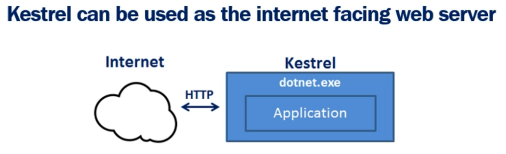 Kestrel can be used as the internet facing web server
Internet
Kestrel
dotnet.exe
HTTP
Application